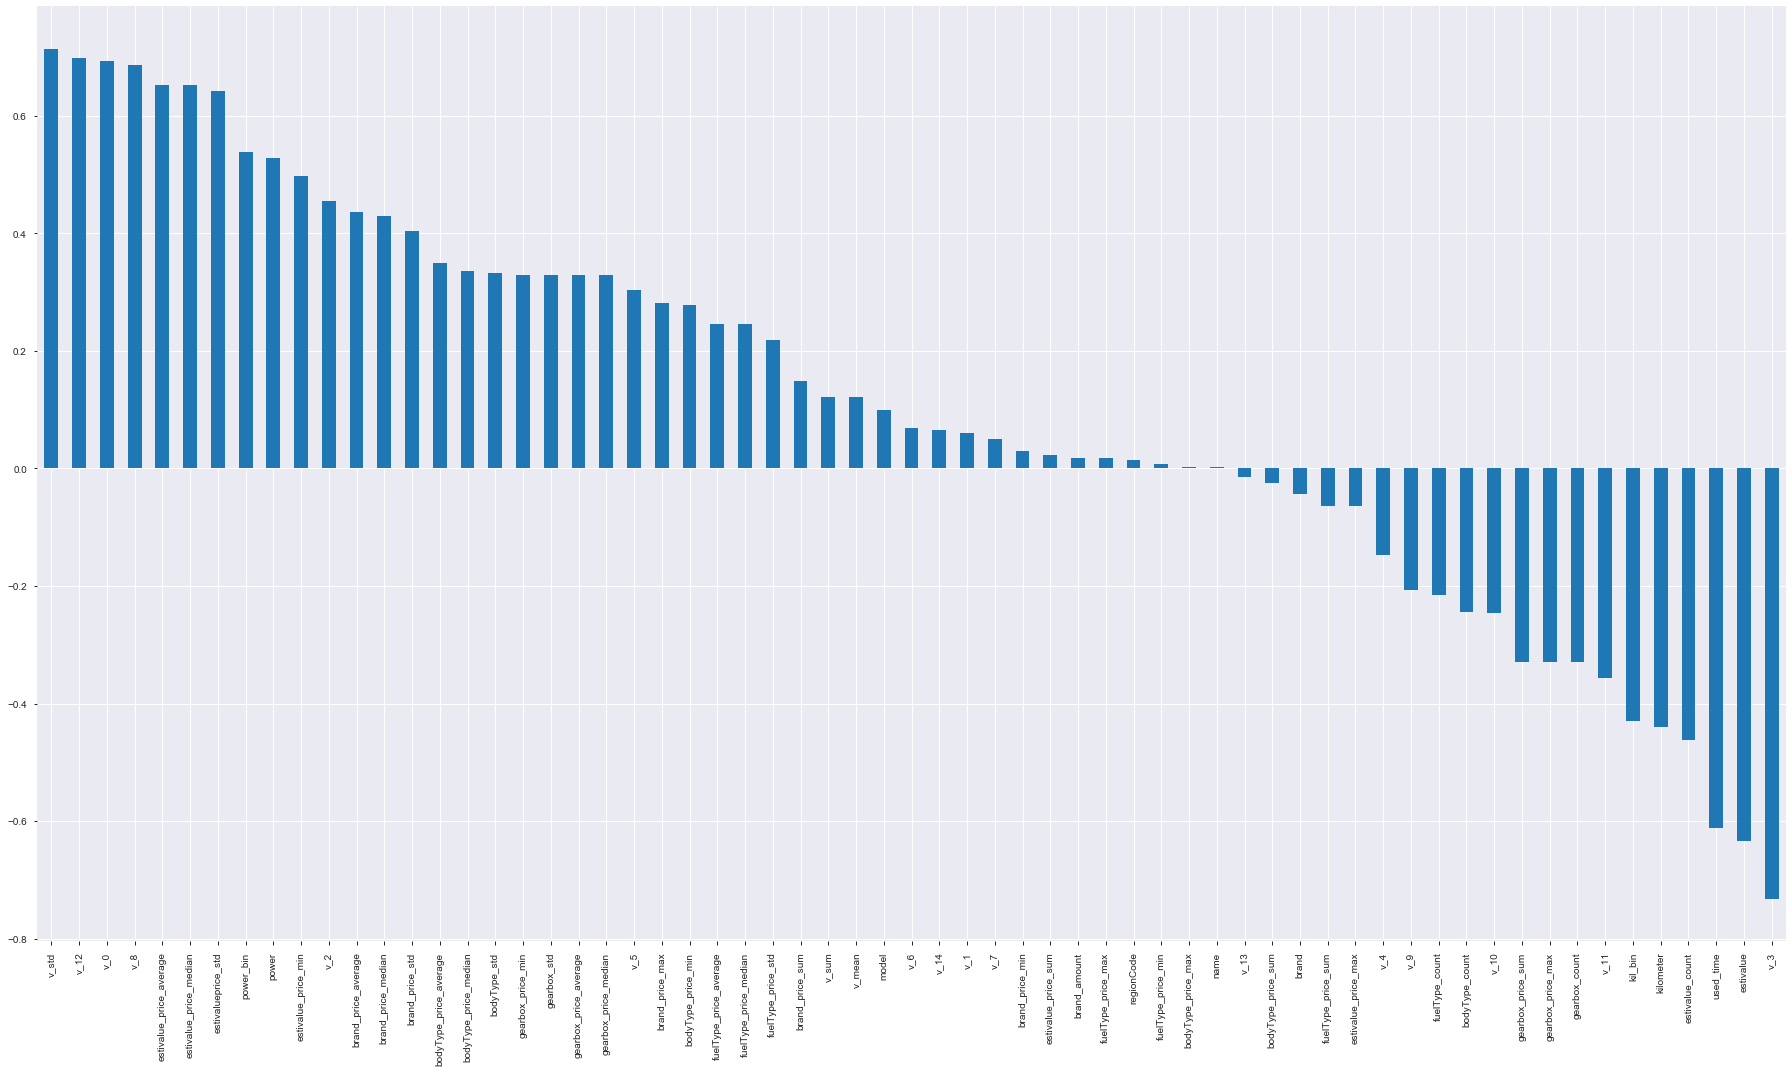 0.6
0.4
0.2
0.0
−0.2
−0.4
−0.6
−0.8
v_std
v_12
v_0
v_8
estivalue_price_average
estivalue_price_median
estivalueprice_std
power_bin
power
estivalue_price_min
v_2
brand_price_average
brand_price_median
brand_price_std
bodyType_price_average
bodyType_price_median
bodyType_std
gearbox_price_min
gearbox_std
gearbox_price_average
gearbox_price_median
v_5
brand_price_max
bodyType_price_min
fuelType_price_average
fuelType_price_median
fuelType_price_std
brand_price_sum
v_sum
v_mean
model
v_6
v_14
v_1
v_7
brand_price_min
estivalue_price_sum
brand_amount
fuelType_price_max
regionCode
fuelType_price_min
bodyType_price_max
name
v_13
bodyType_price_sum
brand
fuelType_price_sum
estivalue_price_max
v_4
v_9
fuelType_count
bodyType_count
v_10
gearbox_price_sum
gearbox_price_max
gearbox_count
v_11
kil_bin
kilometer
estivalue_count
used_time
estivalue
v_3